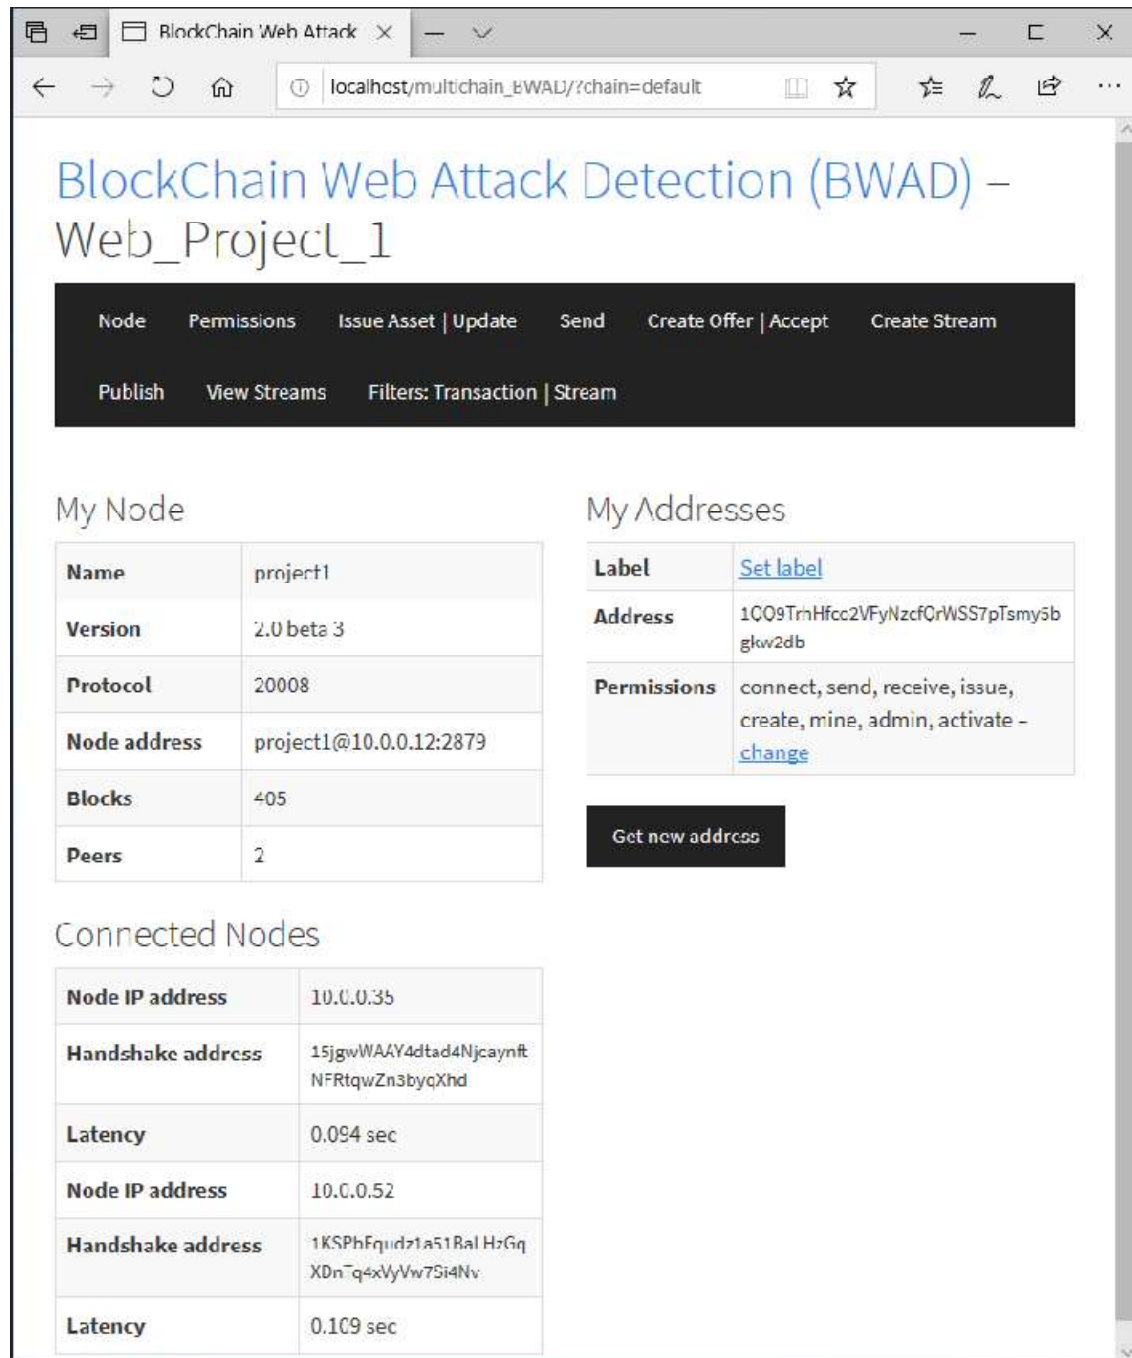 BlockChain Web Attack
localhost/multichain_BWAD/?chain=default
BlockChain Web Attack Detection (BWAD) –
Web_Project_1
Node Permissions Issue Asset | Update Send Create Offer | Accept Create Stream
Publish View Streams Filters: Transaction | Stream
My Node
Name project1
Version 2.0 beta 3
Protocol 20008
Node address project1@10.0.0.12:2879
Blocks 405
Peers 2
My Addresses
Label Set label
Address
gkw2db
Permissions connect, send, receive, issue,
create, mine, admin, activate –
change
Get new address
Connected Nodes
Node IP address 10.0.0.35
Handshake address
Latency 0.094 sec
Node IP address 10.0.0.52
Handshake address
Latency 0.109 sec